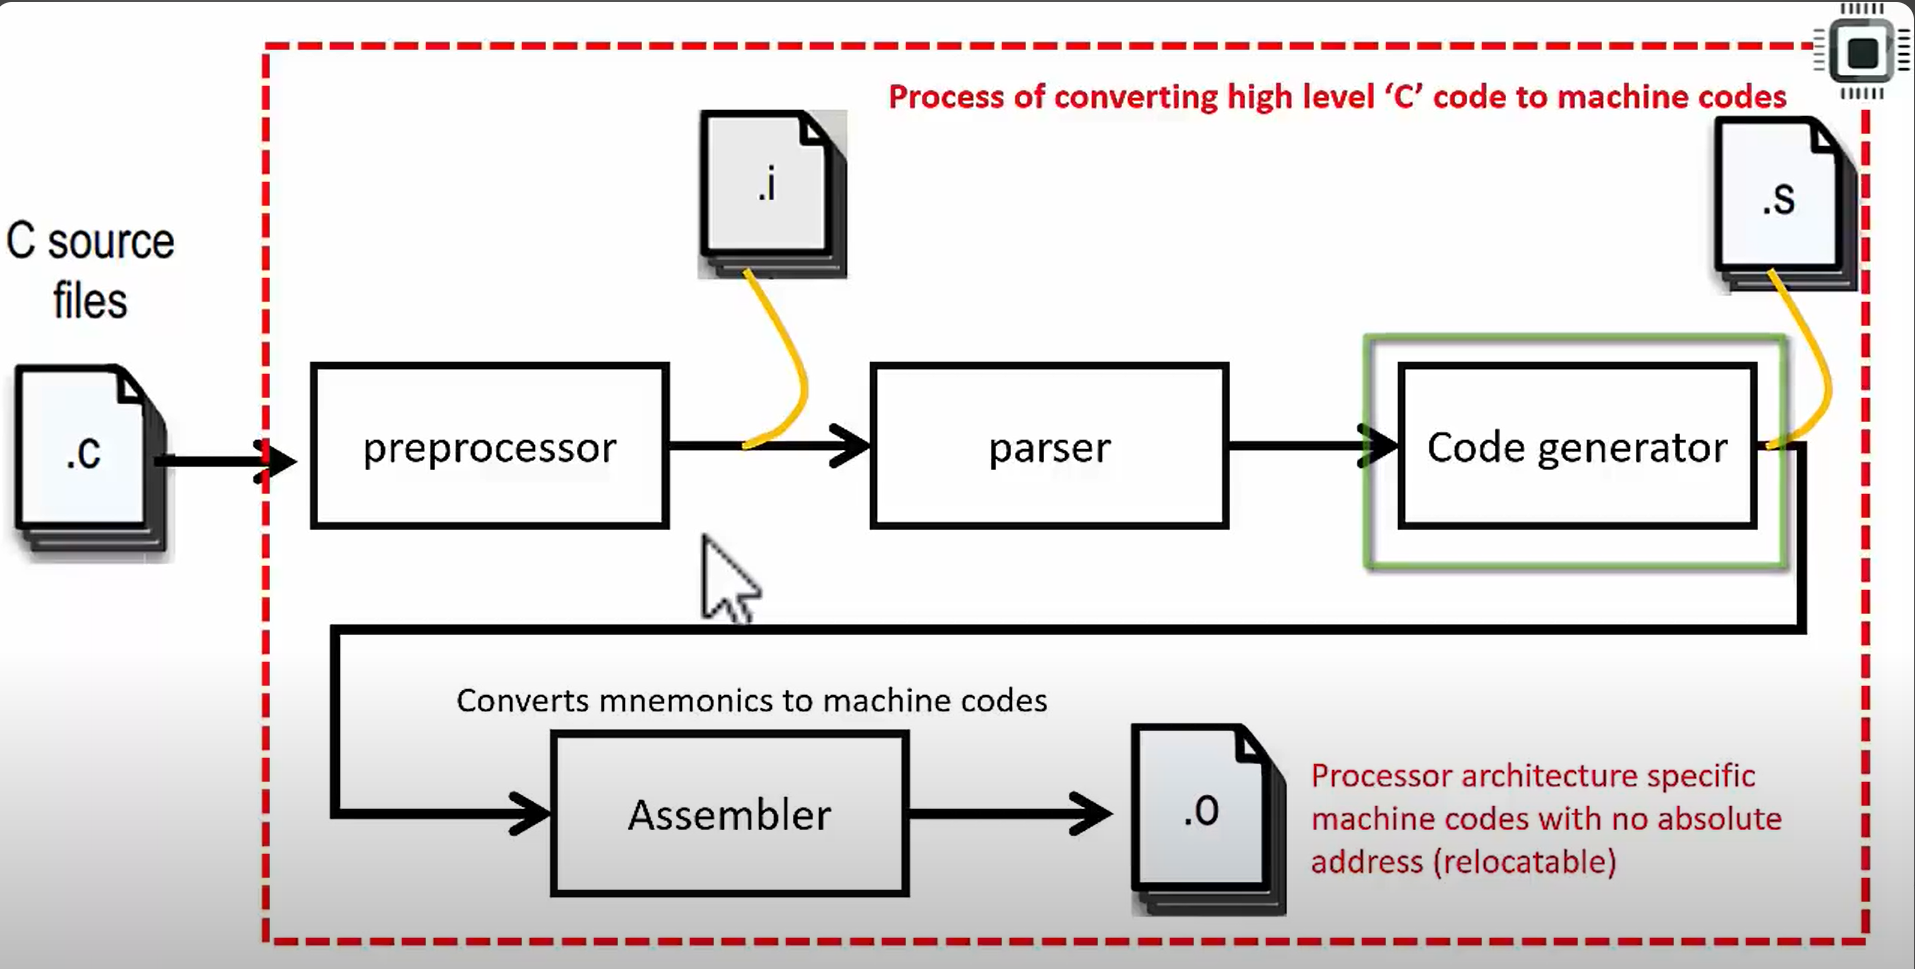 Process of converting high level ‘C’ code to machine codes
.i
.s
C source
files
.c
preprocessor
parser
Code generator
Converts mnemonics to machine codes
Assembler
.o
Processor architecture specific
machine codes with no absolute
address (relocatable)